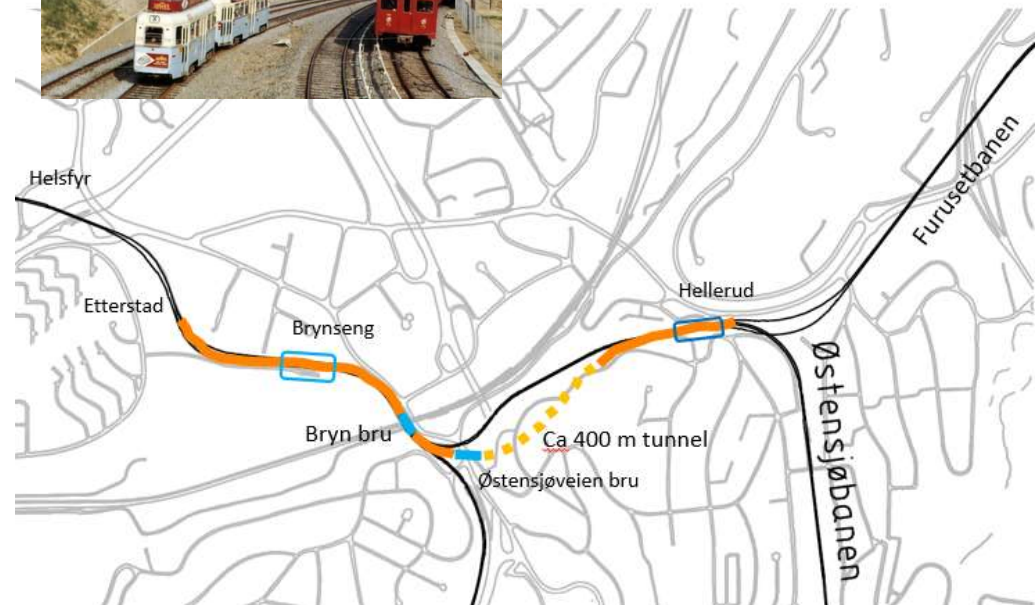 Helsfyr
Furusetbanen
Etterstad
Hellerud
Brynseng
Østensjøbanen
Bryn bru
Ca 400 m tunnel
Østensjøveien bru